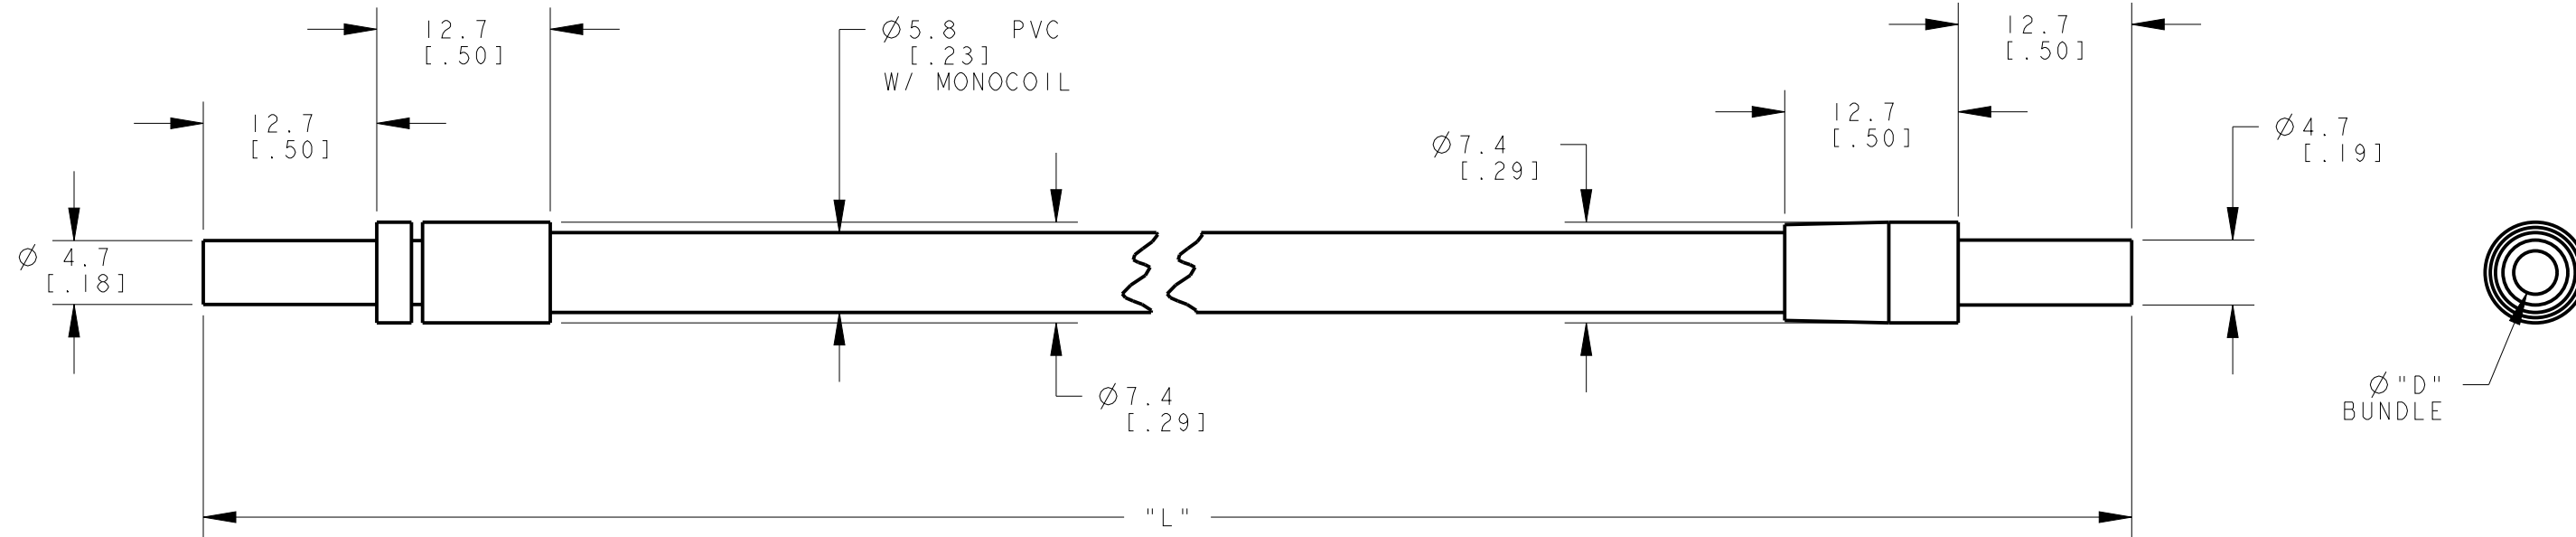 12.7
[.50]
12.7
[.50]
Ø5.8 PVC
[.23]
W/ MONOCOIL
Ø 4.7
[.18]
Ø7.4
[.29]
Ø7.4
[.29]
12.7
[.50]
12.7
[.50]
Ø4.7
[.19]
Ø"D"
BUNDLE
"L"